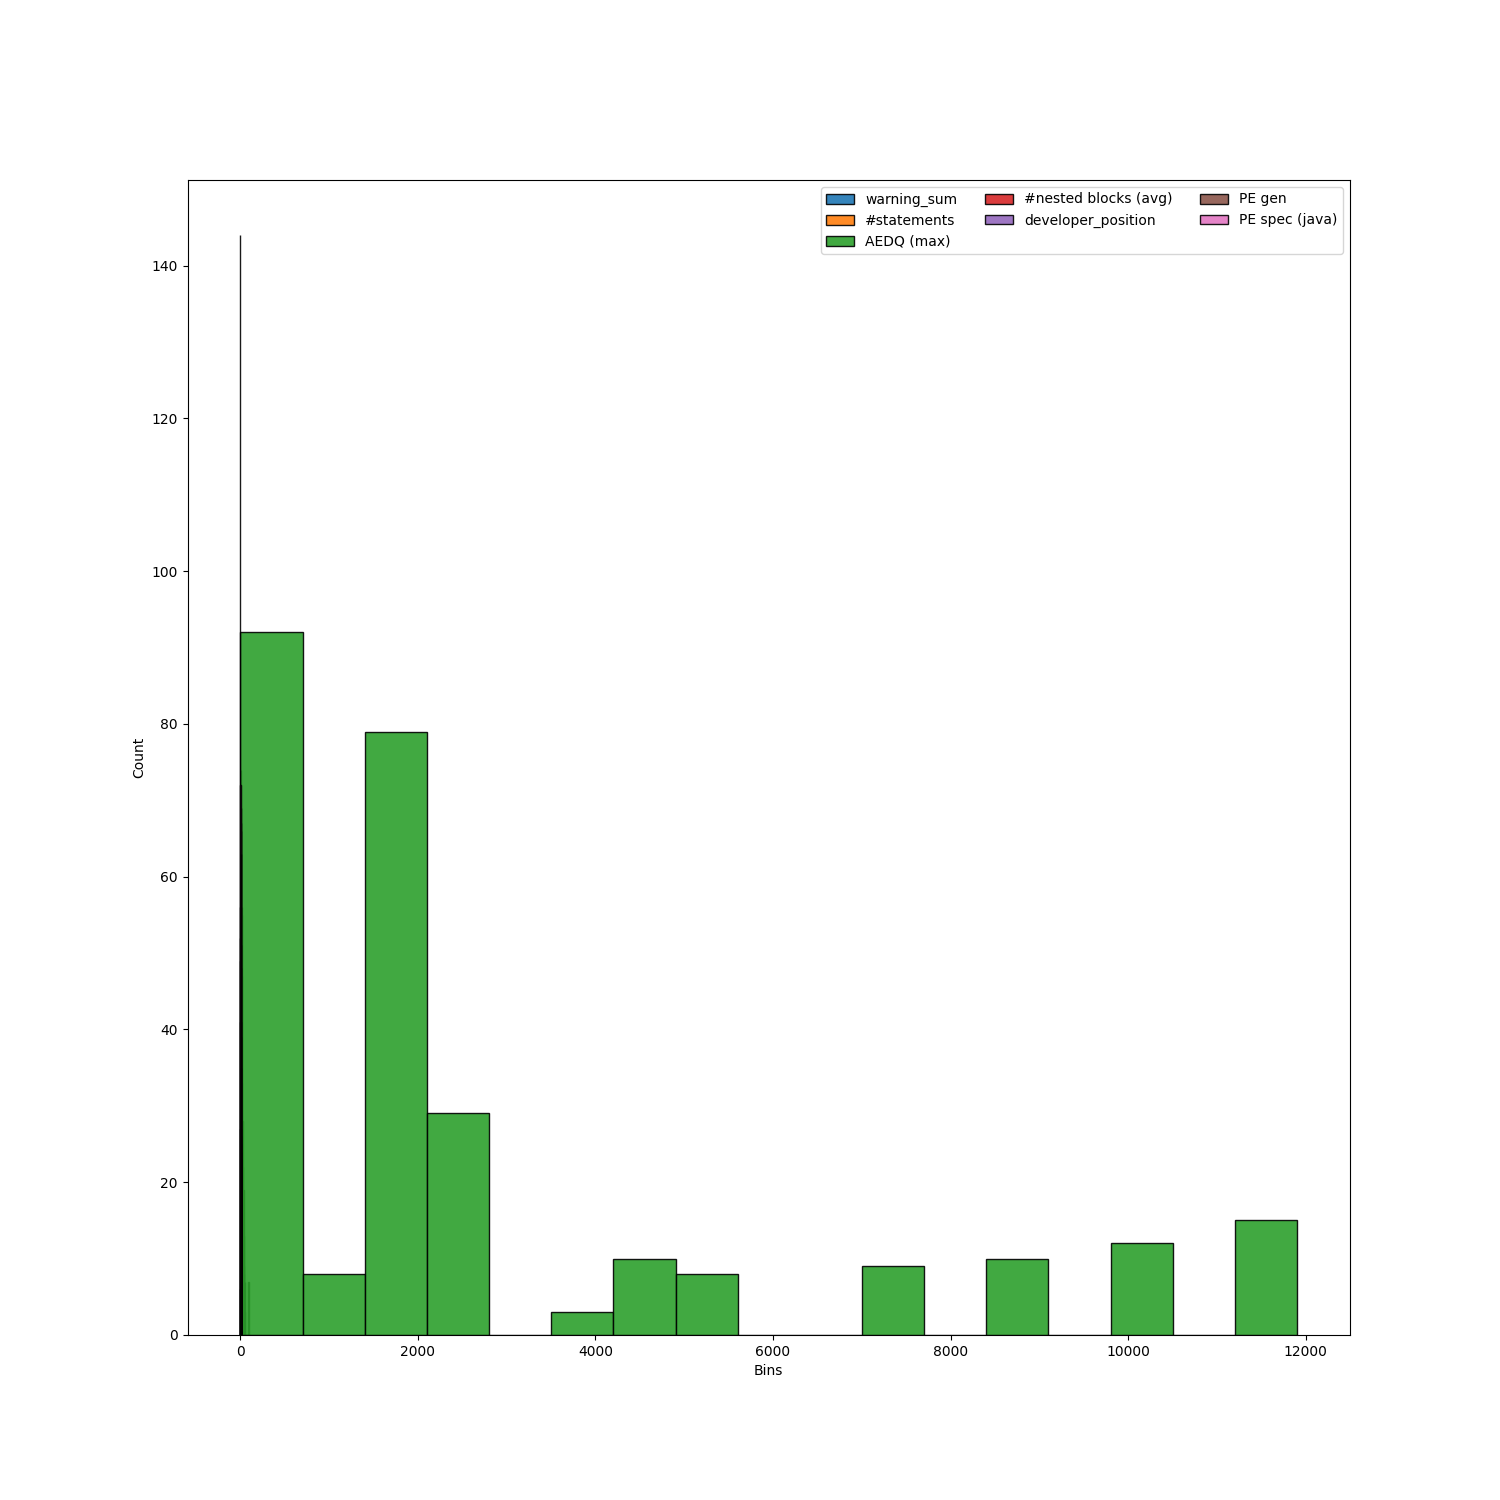 warning_sum
#statements
AEDQ (max)
#nested blocks (avg)
developer_position
PE gen
PE spec (java)
140
120
100
80
60
40
20
0
Count
0 2000 4000 6000 8000 10000 12000
Bins